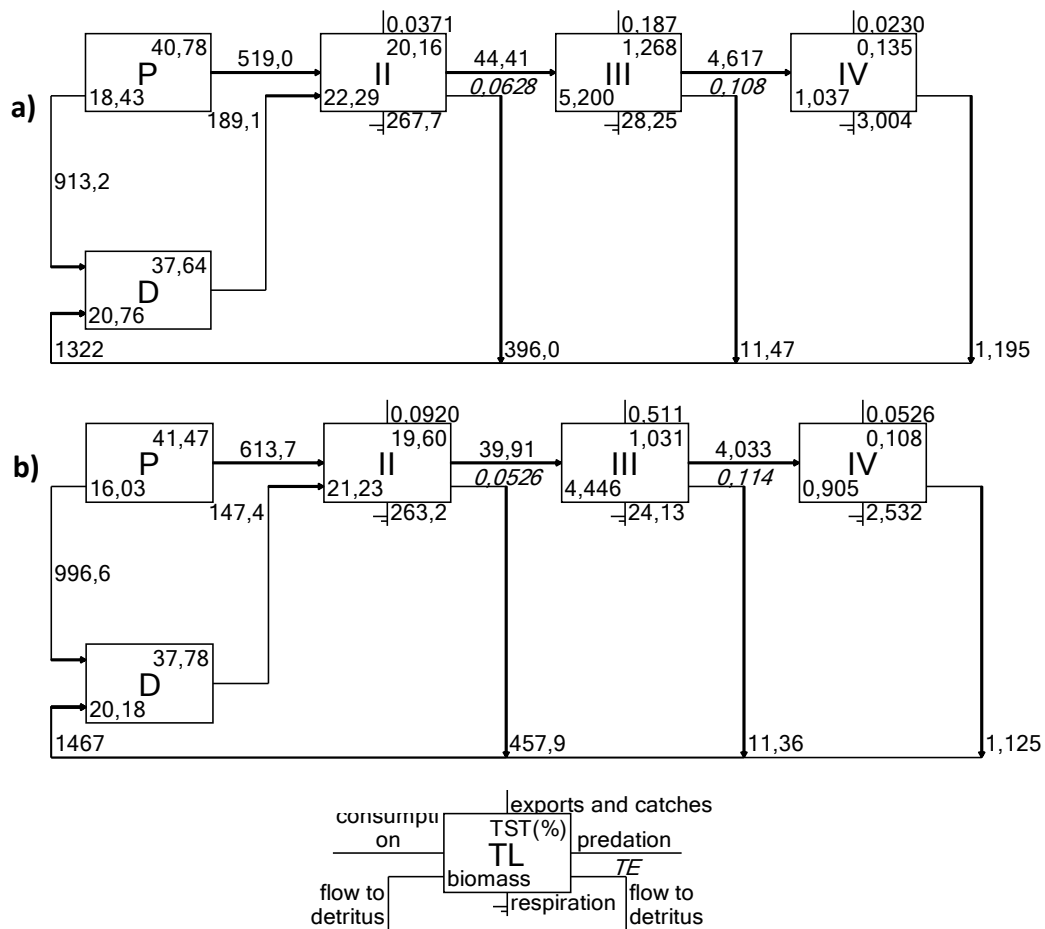 0,0371
0,187
0,0230
40,78
519,0
20,16
44,41
1,268
4,617
0,135
P
II
0,0628
III
0,108
IV
18,43
22,29
5,200
1,037
a)
189,1
267,7
28,25
3,004
913,2
37,64
D
20,76
1322
396,0
11,47
1,195
0,0920
0,511
0,0526
41,47
613,7
19,60
39,91
1,031
4,033
0,108
b)
P
II
0,0526
III
0,114
IV
16,03
21,23
4,446
0,905
147,4
263,2
24,13
2,532
996,6
37,78
D
20,18
1467
457,9
11,36
1,125
exports and catches
consumpti
on
TST(%)
predation
TL
TE
biomass
flow to
detritus
respiration
flow to
detritus